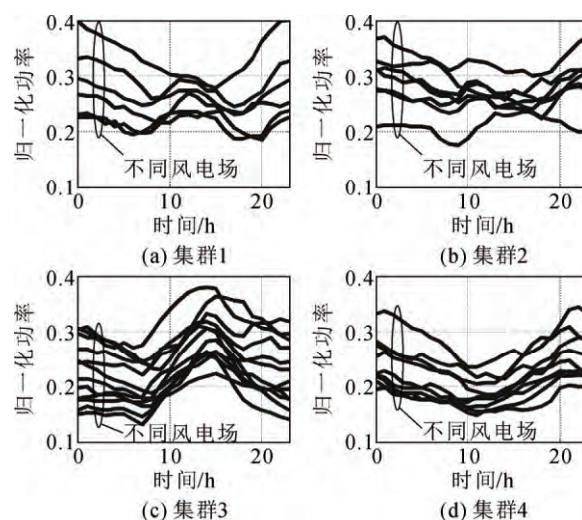 0.4
0.3
0.2
0.1
归一化功率
不同风电场
0 10 20
时间/h
(a) 集群1
0.4
0.3
0.2
0.1
归一化功率
不同风电场
0 10 20
时间/h
(b) 集群2
0.4
0.3
0.2
0.1
归一化功率
不同风电场
0 10 20
时间/h
(c) 集群3
0.4
0.3
0.2
0.1
归一化功率
不同风电场
0 10 20
时间/h
(d) 集群4